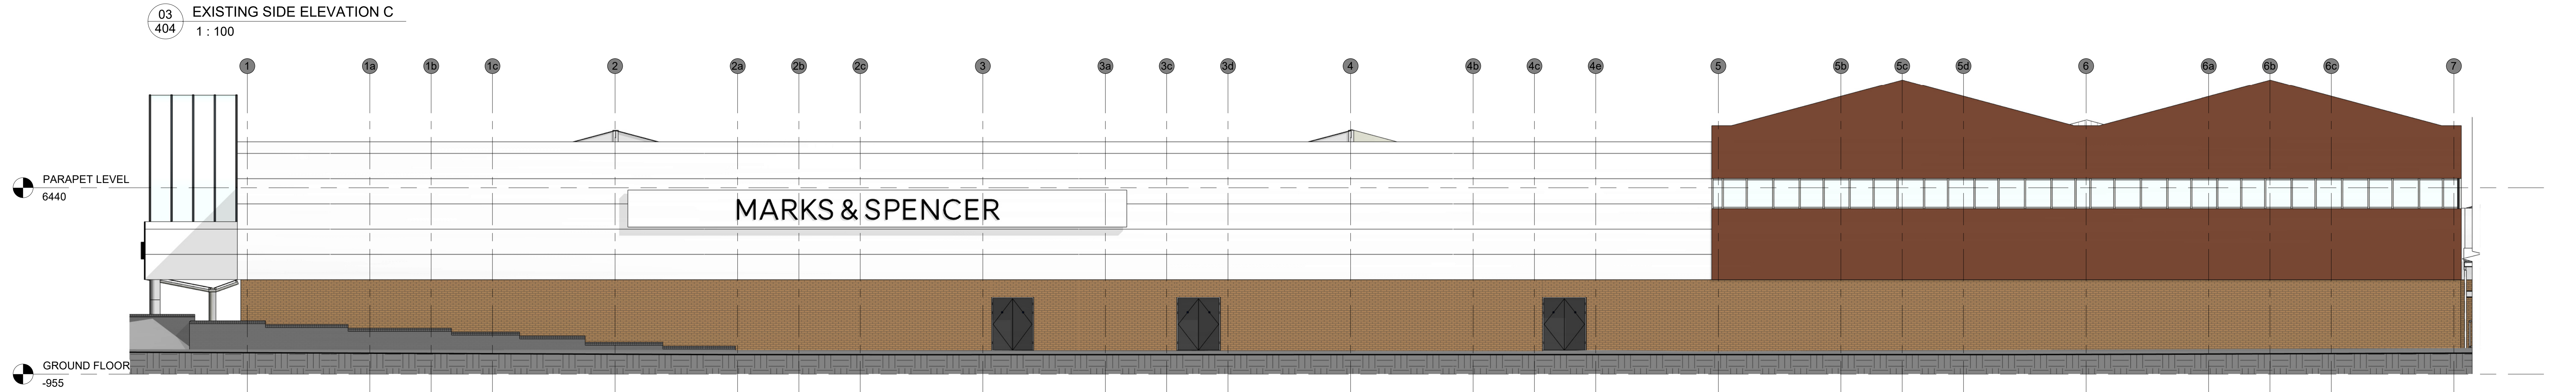 03
404
EXISTING SIDE ELEVATION C
1 : 100
1 1a 1b 1c 2 2a 2b 2c 3 3a 3c 3d 4 4b 4c 4e 5 5b 5c 5d 6 6a 6b 6c 7
PARAPET LEVEL
6440
MARKS & SPENCER
GROUND FLOOR
-955